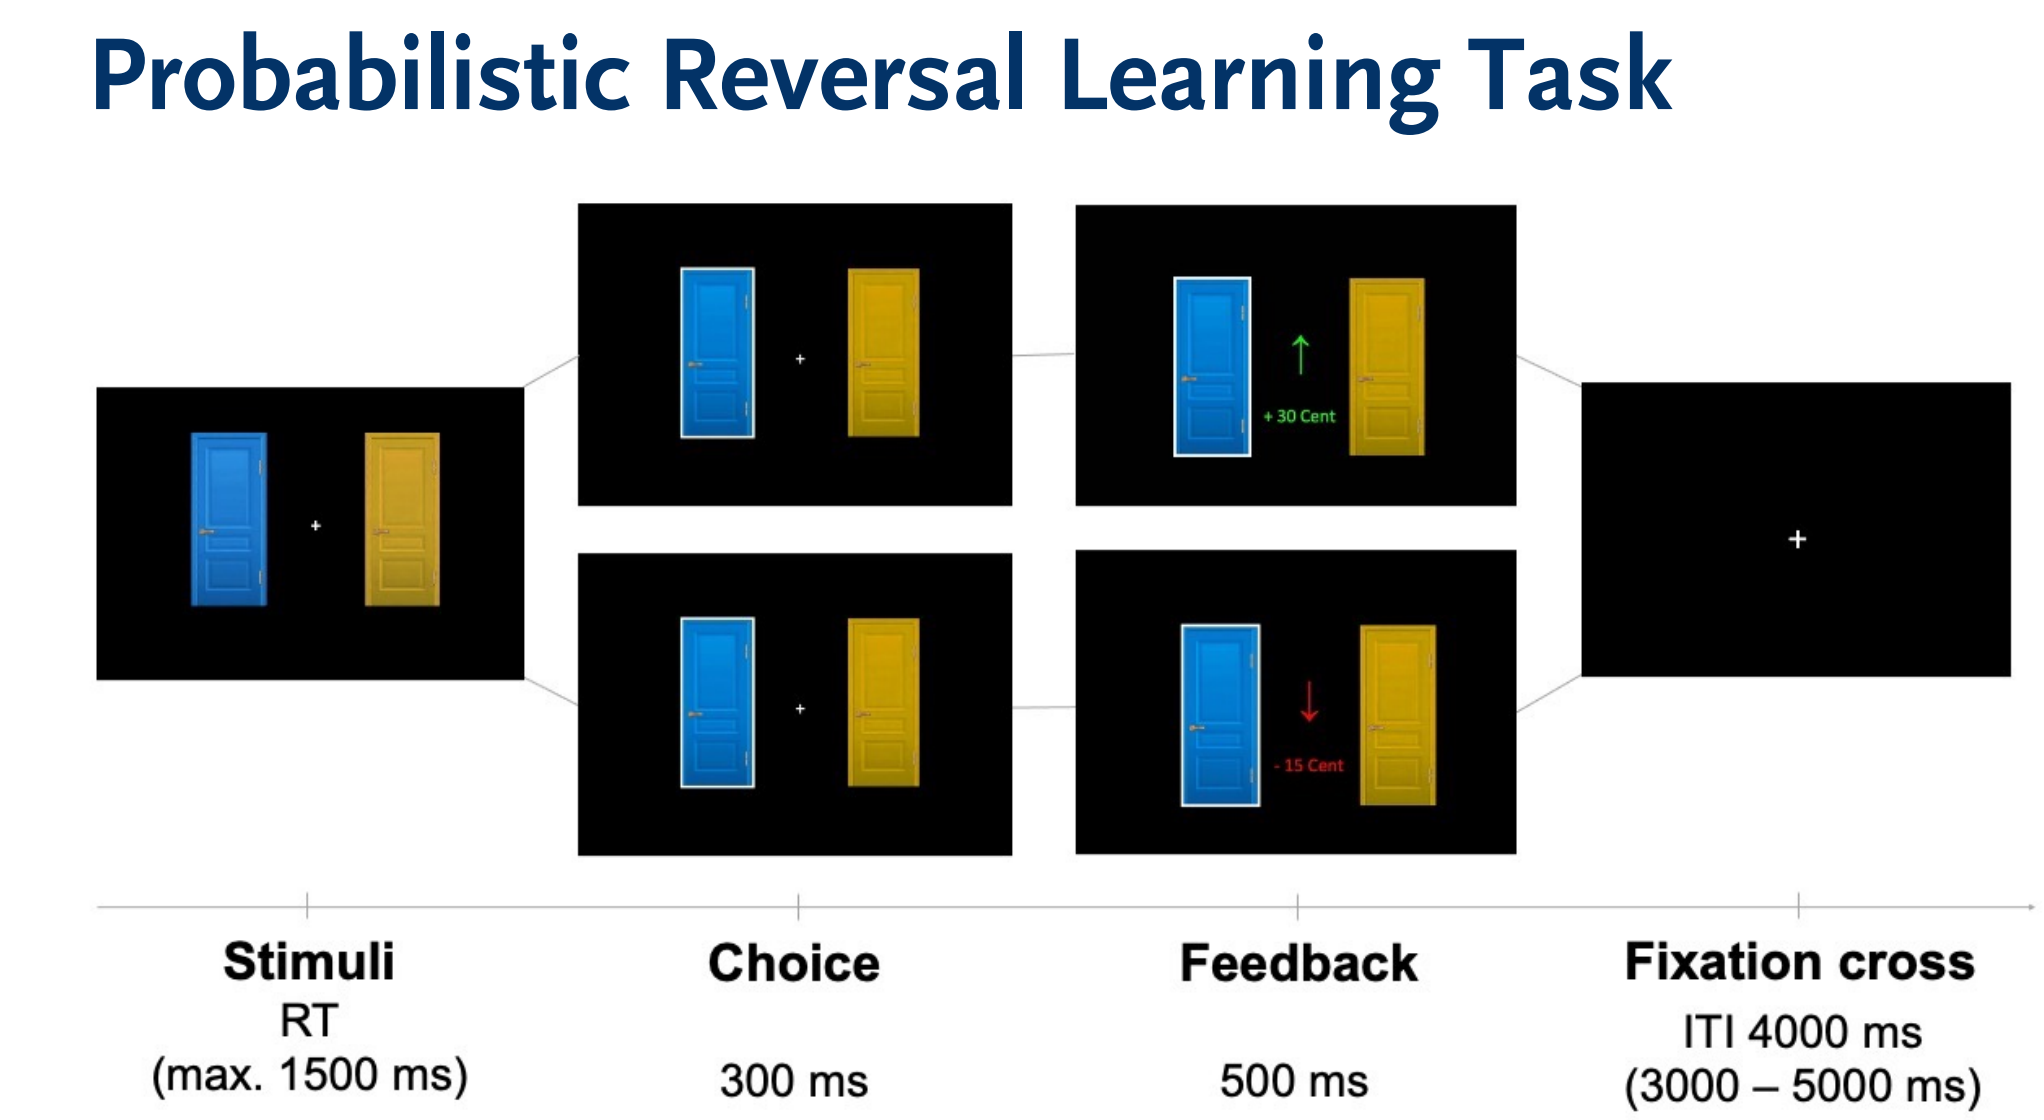 Probabilistic Reversal Learning Task
+
+
+ 30 Cent
+
+
- 15 Cent
+
Stimuli
RT
(max. 1500 ms)
Choice
300 ms
Feedback
500 ms
Fixation cross
ITI 4000 ms
(3000 – 5000 ms)